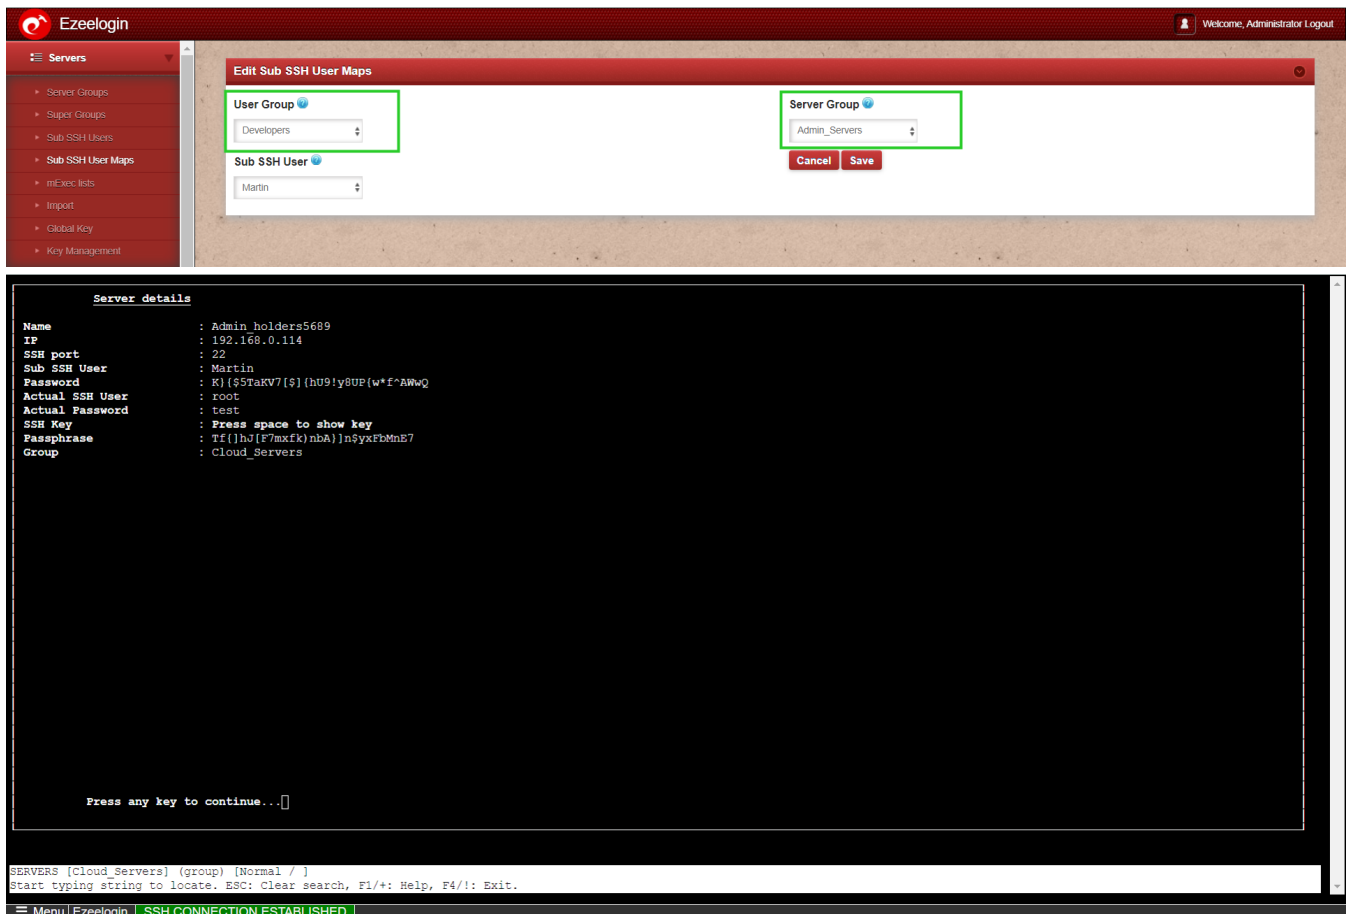 Ezeelogin
Welcome, Administrator Logout
Servers
Server Groups
Super Groups
Sub SSH Users
Sub SSH User Maps
mExec lists
Import
Global Key
Key Management
Edit Sub SSH User Maps
User Group
Developers
Sub SSH User
Martin
Server Group
Admin_Servers
Cancel Save
Server details
Name : Admin_holders5689
IP : 192.168.0.114
SSH port : 22
Sub SSH User : Martin
Password : K}{$5TaKV7[$]{hU9!y8UP{w*f^AWwQ
Actual SSH User : root
Actual Password : test
SSH Key : Press space to show key
Passphrase : Tf{]hJ[F7mxfk)nbA}]n$yxFbMnE7
Group : Cloud_Servers
Press any key to continue...
SERVERS [Cloud_Servers] (group) [Normal / ]
Start typing string to locate. ESC: Clear search, F1/+: Help, F4/!: Exit.
Menu Ezeelogin SSH CONNECTION ESTABLISHED